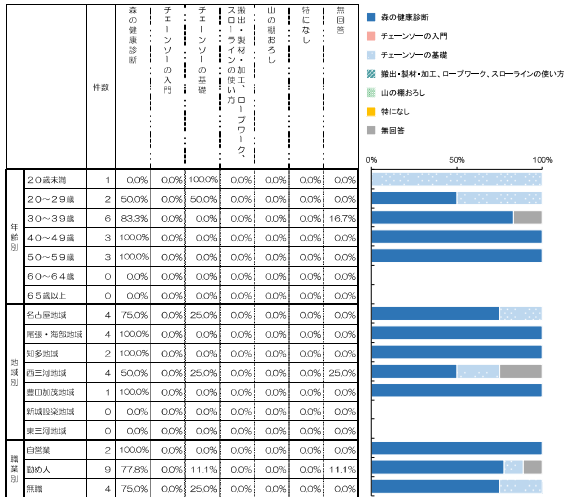 件数 森の健康診断 チェーンソーの入門 チェーンソーの基礎 搬出・製材・加工、ロープワーク、スローラインの使い方 山の棚おろし 特になし 無回答
森の健康診断
チェーンソーの入門
チェーンソーの基礎
搬出・製材・加工、ロープワーク、スローラインの使い方
山の棚おろし
特になし
無回答
0% 50% 100%
年齢別
20歳未満 1 0.0% 0.0% 100.0% 0.0% 0.0% 0.0% 0.0%
20～29歳 2 50.0% 0.0% 50.0% 0.0% 0.0% 0.0% 0.0%
30～39歳 6 83.3% 0.0% 0.0% 0.0% 0.0% 0.0% 16.7%
40～49歳 3 100.0% 0.0% 0.0% 0.0% 0.0% 0.0% 0.0%
50～59歳 3 100.0% 0.0% 0.0% 0.0% 0.0% 0.0% 0.0%
60～64歳 0 0.0% 0.0% 0.0% 0.0% 0.0% 0.0% 0.0%
65歳以上 0 0.0% 0.0% 0.0% 0.0% 0.0% 0.0% 0.0%
地域別
名古屋地域 4 75.0% 0.0% 25.0% 0.0% 0.0% 0.0% 0.0%
尾張・海部地域 4 100.0% 0.0% 0.0% 0.0% 0.0% 0.0% 0.0%
知多地域 2 100.0% 0.0% 0.0% 0.0% 0.0% 0.0% 0.0%
西三河地域 4 50.0% 0.0% 25.0% 0.0% 0.0% 0.0% 25.0%
豊田加茂地域 1 100.0% 0.0% 0.0% 0.0% 0.0% 0.0% 0.0%
新城設楽地域 0 0.0% 0.0% 0.0% 0.0% 0.0% 0.0% 0.0%
東三河地域 0 0.0% 0.0% 0.0% 0.0% 0.0% 0.0% 0.0%
職業別
自営業 2 100.0% 0.0% 0.0% 0.0% 0.0% 0.0% 0.0%
勤め人 9 77.8% 0.0% 11.1% 0.0% 0.0% 0.0% 11.1%
無職 4 75.0% 0.0% 25.0% 0.0% 0.0% 0.0% 0.0%